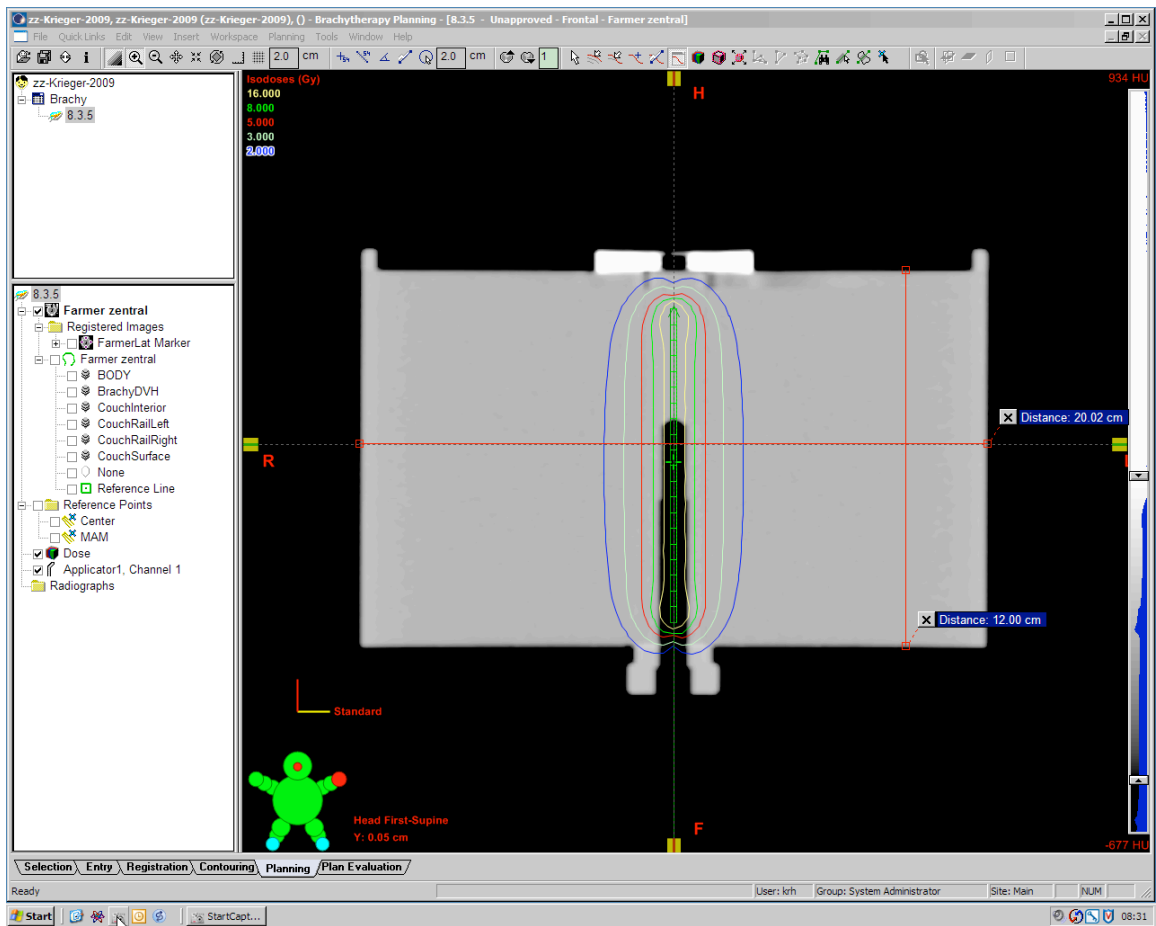 zz-Krieger-2009, zz-Krieger-2009 (zz-Krieger-2009), () - Brachytherapy Planning - [8.3.5 - Unapproved - Frontal - Farmer zentral]
File Quick Links Edit View Insert Workspace Planning Tools Window Help
2.0 cm 2.0 cm 1
zz-Krieger-2009
Brachy
8.3.5
8.3.5
Farmer zentral
Registered Images
FarmerLat Marker
Farmer zentral
BODY
BrachyDVH
CouchInterior
CouchRailLeft
CouchRailRight
CouchSurface
None
Reference Line
Reference Points
Center
MAM
Dose
Applicator1, Channel 1
Radiographs
Isodoses (Gy)
16.000
8.000
5.000
3.000
2.000
H
934 HU
Distance: 20.02 cm
R
Distance: 12.00 cm
Standard
Head First-Supine
Y: 0.05 cm
F
-677 HU
Selection Entry Registration Contouring Planning Plan Evaluation
Ready User: krh Group: System Administrator Site: Main NUM
Start StartCapt... 08:31